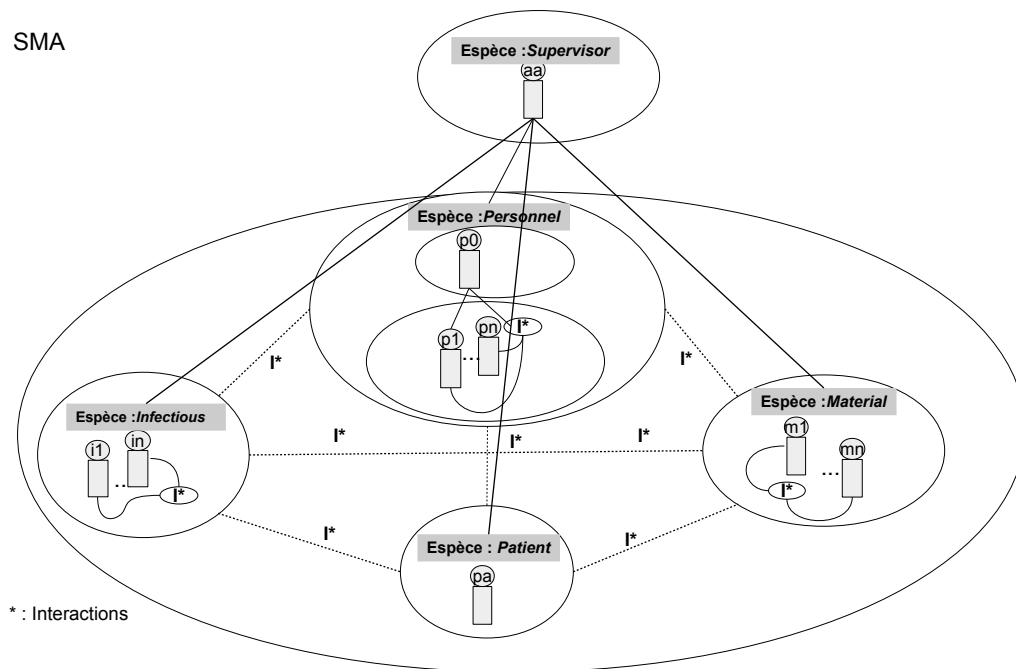 SMA
Espèce :Supervisor
aa
Espèce :Personnel
p0
p1
...
pn
I*
I*
I*
Espèce :Infectious
i1
..
in
I*
Espèce :Material
m1
...
mn
I*
I*
I*
I*
I*
I*
Espèce : Patient
pa
* : Interactions